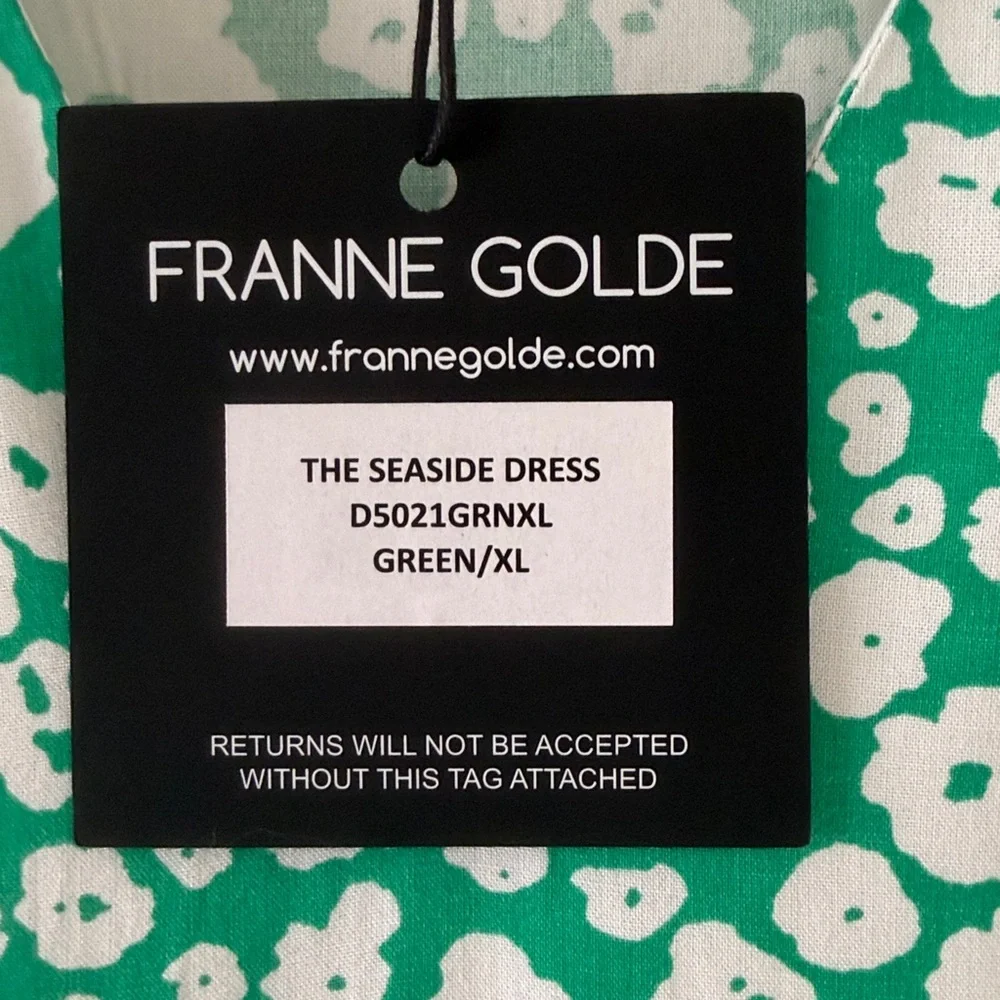 FRANNE GOLDE
www.frannegolde.com
THE SEASIDE DRESS
D5021GRNXL
GREEN/XL
RETURNS WILL NOT BE ACCEPTED
WITHOUT THIS TAG ATTACHED